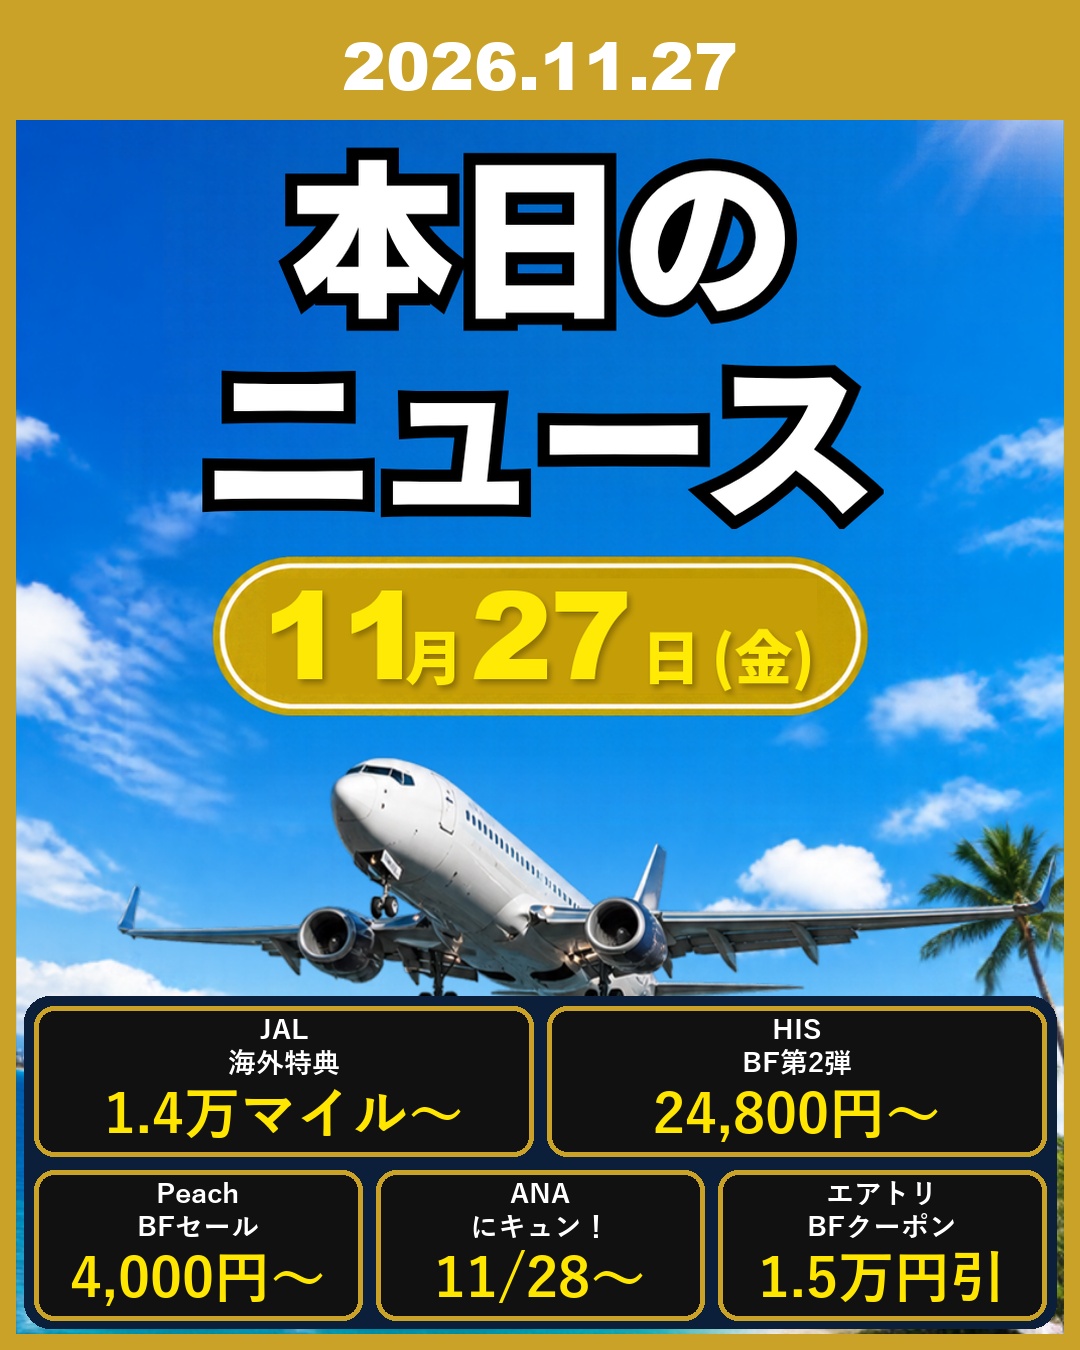 2026.11.27
本日の
ニュース
11月27日(金)
JAL
海外特典
1.4万マイル～
HIS
BF第2弾
24,800円～
Peach
BFセール
4,000円～
ANA
にキュン！
11/28～
エアトリ
BFクーポン
1.5万円引